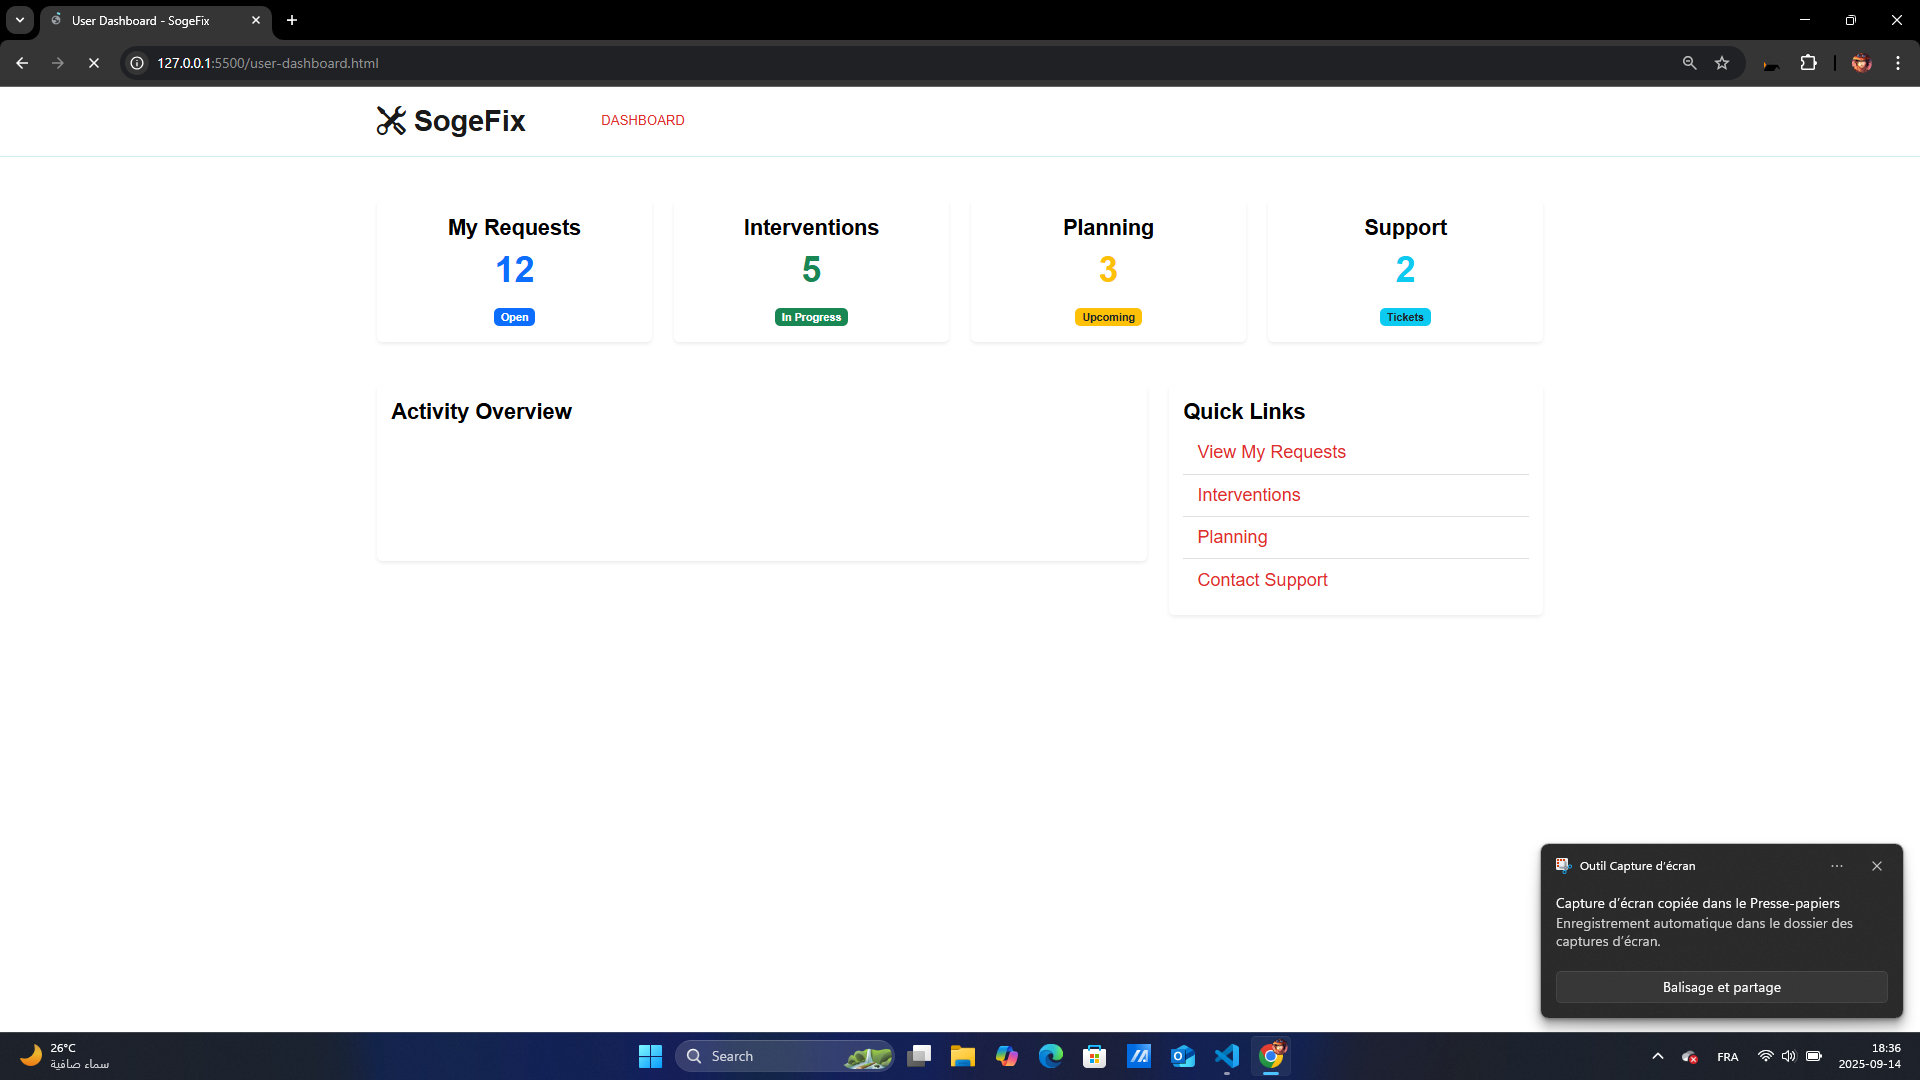 User Dashboard - SogeFix
127.0.0.1:5500/user-dashboard.html
SogeFix
DASHBOARD
My Requests
12
Open
Interventions
5
In Progress
Planning
3
Upcoming
Support
2
Tickets
Activity Overview
Quick Links
View My Requests
Interventions
Planning
Contact Support
Outil Capture d'écran
Capture d'écran copiée dans le Presse-papiers
Enregistrement automatique dans le dossier des
captures d'écran.
Balisage et partage
26°C
سماء صافية
Search
FRA
18:36
2025-09-14